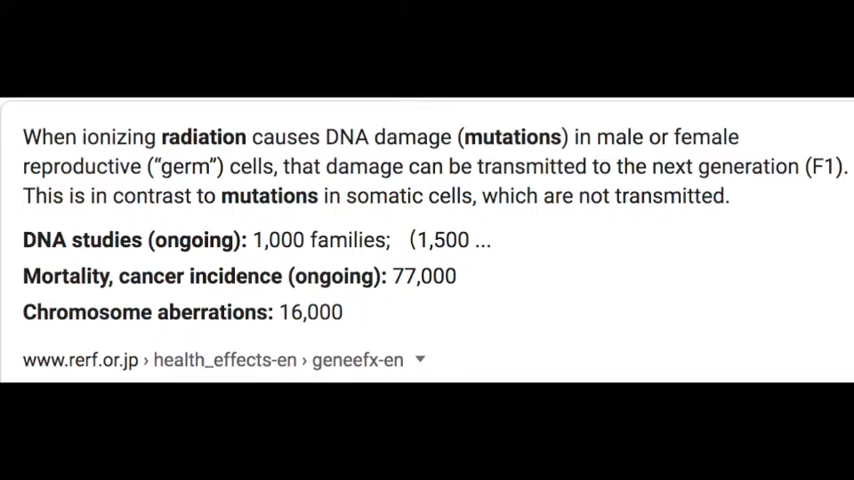 When ionizing radiation causes DNA damage (mutations) in male or female
reproductive (“germ”) cells, that damage can be transmitted to the next generation (F1).
This is in contrast to mutations in somatic cells, which are not transmitted.
DNA studies (ongoing): 1,000 families; (1,500 ...
Mortality, cancer incidence (ongoing): 77,000
Chromosome aberrations: 16,000
www.rerf.or.jp › health_effects-en › geneefx-en